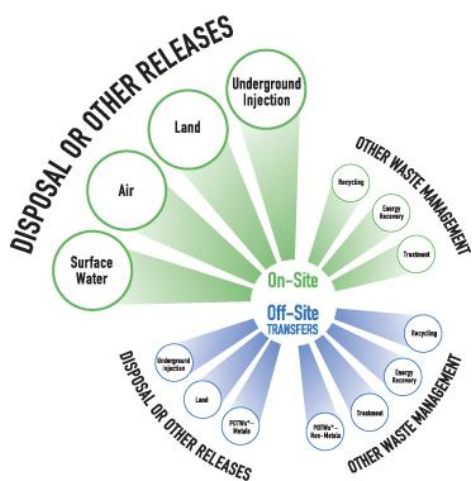 DISPOSAL OR OTHER RELEASES
Underground
Injection
Land
Air
Surface
Water
OTHER WASTE MANAGEMENT
Recycling
Energy
Recovery
Treatment
On-Site
Off-Site
TRANSFERS
DISPOSAL OR OTHER RELEASES
Underground
Injection
Land
POTWs*—
Metals
OTHER WASTE MANAGEMENT
POTWs*—
Non-Metals
Treatment
Energy
Recovery
Recycling